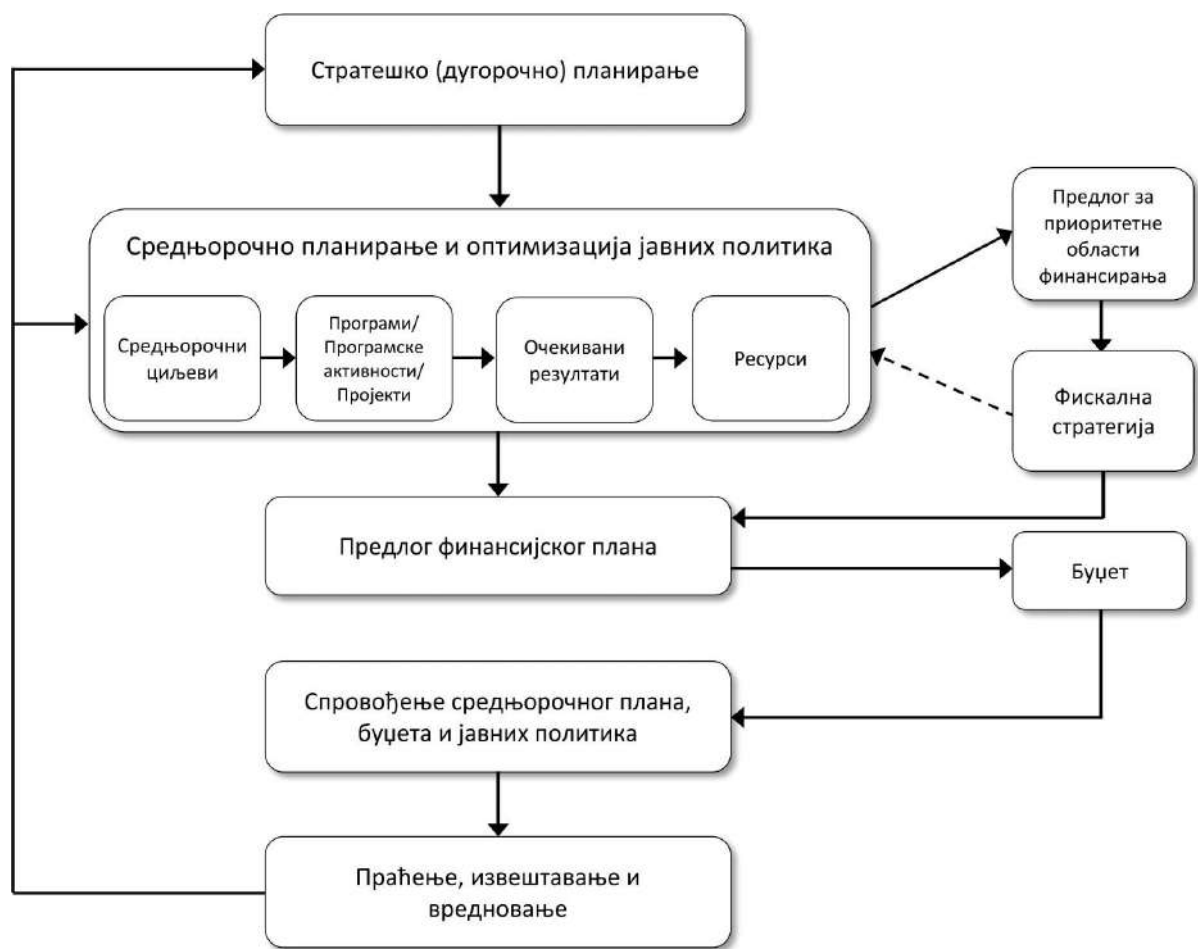 Стратешко (дугорочно) планирање
Средњорочно планирање и оптимизација јавних политика
Средњорочни
циљеви
Програми/
Програмске
активности/
Пројекти
Очекивани
резултати
Ресурси
Предлог за
приоритетне
области
финансирања
Фискална
стратегија
Предлог финансијског плана
Буџет
Спровођење средњорочног плана,
буџета и јавних политика
Праћење, извештавање и
вредновање